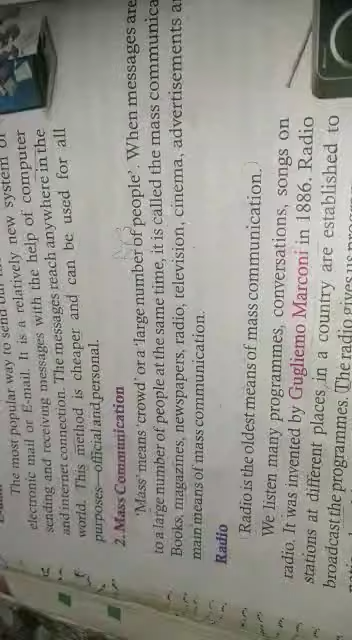 The most popular way to send
electronic mail or E-mail. It is a relatively new system of
sending and receiving messages with the help of computer
and internet connection. The messages reach anywhere in the
world. This method is cheaper and can be used for all
purposes—official and personal.
2. Mass Communication
'Mass' means 'crowd' or a 'large number of people'. When messages are
to a large number of people at the same time, it is called the mass
Books, magazines, newspapers, radio, television, cinema, advertisements
main means of mass communication.
Radio
Radio is the oldest means of mass communication.
We listen many programmes, conversations, songs on
radio. It was invented by Gugliemo Marconi in 1886. Radio
stations at different places in a country are established to
broadcast the programmes. (The radio gives us